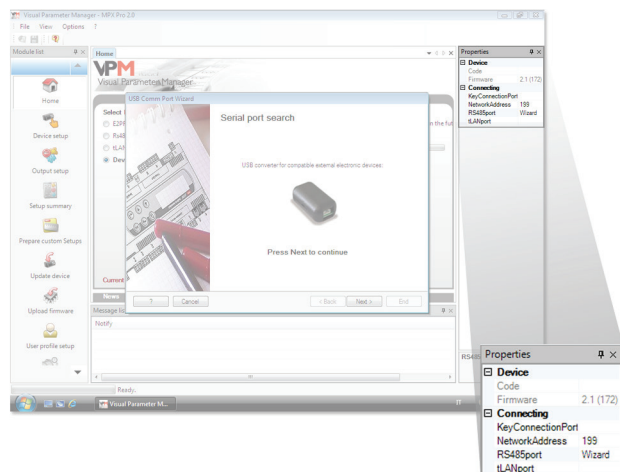 Visual Parameter Manager - MPX Pro 2.0
File View Options ?
Module list
Home
Device setup
Output setup
Setup summary
Prepare custom Setups
Update device
Upload firmware
User profile setup
Home
VPM
Visual Parameter Manager
Select
E2P
Rs48
tLAN
Dev
n the fut
Current
News
USB Comm Port Wizard
Serial port search
USB converter for compatible external electronic devices:
Press Next to continue
?
Cancel
< Back
Next >
End
Message list
Notify
Ready.
Visual Parameter M...
IT
Properties
Device
Code
Firmware 2.1 (172)
Connecting
KeyConnectionPort
NetworkAddress 199
RS485port Wizard
tLANport
RS485
Properties
Device
Code
Firmware 2.1 (172)
Connecting
KeyConnectionPort
NetworkAddress 199
RS485port Wizard
tLANport